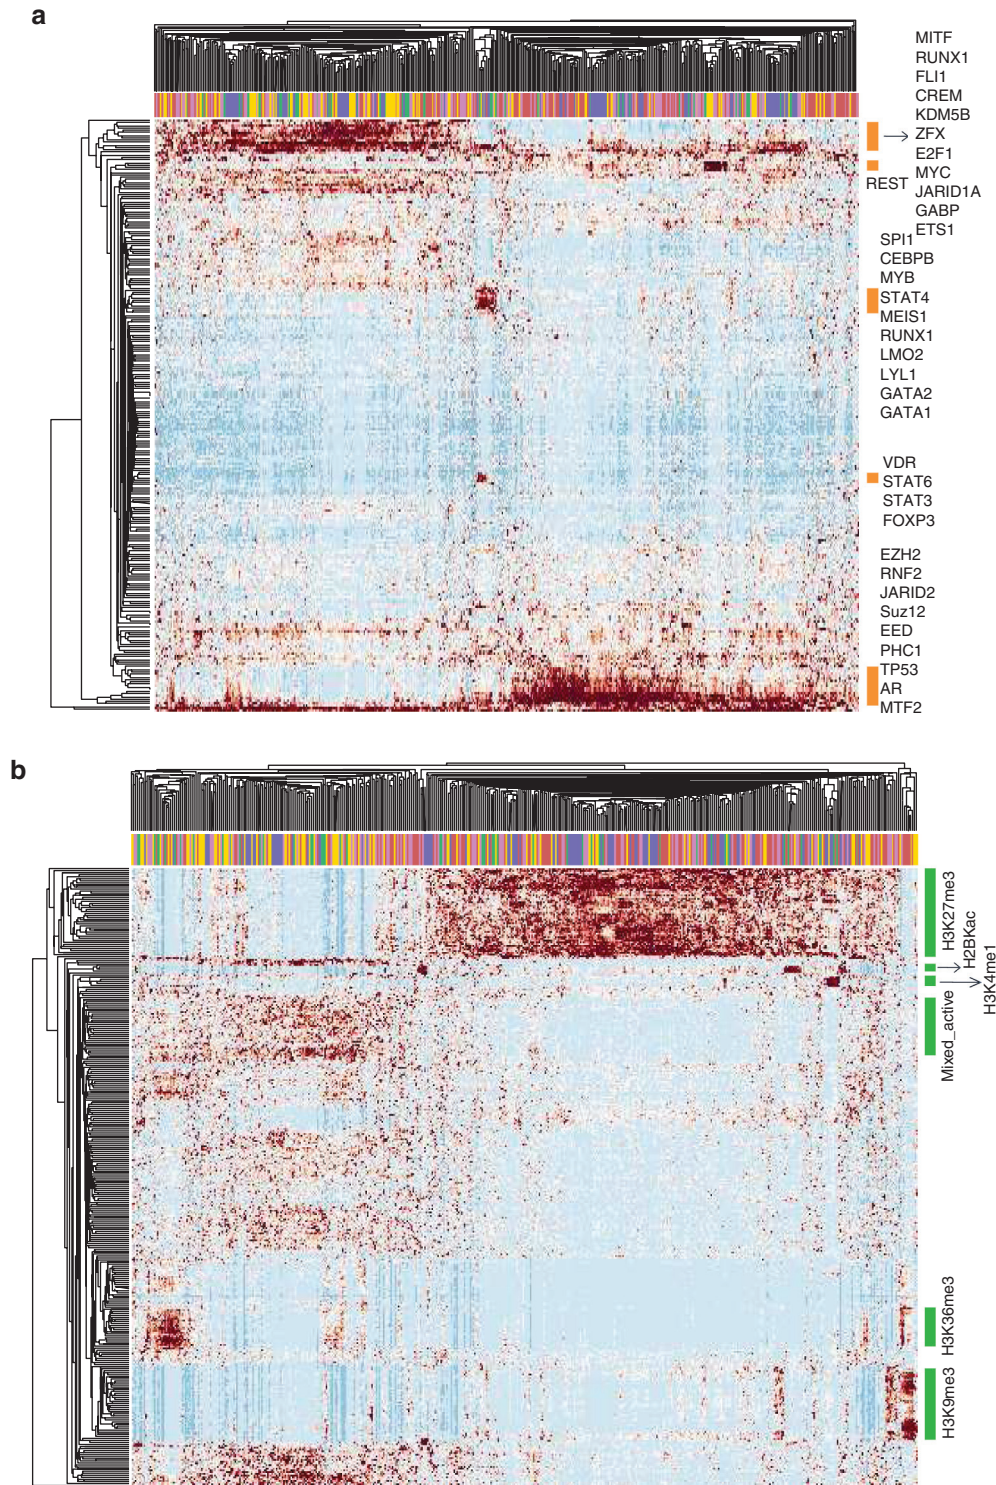 a
MITF
RUNX1
FLI1
CREM
KDM5B
ZFX
E2F1
MYC
REST
JARID1A
GABP
ETS1
SPI1
CEBPB
MYB
STAT4
MEIS1
RUNX1
LMO2
LYL1
GATA2
GATA1
VDR
STAT6
STAT3
FOXP3
EZH2
RNF2
JARID2
Suz12
EED
PHC1
TP53
AR
MTF2
b
H3K27me3
H2BKac
H3K4me1
Mixed_active
H3K36me3
H3K9me3